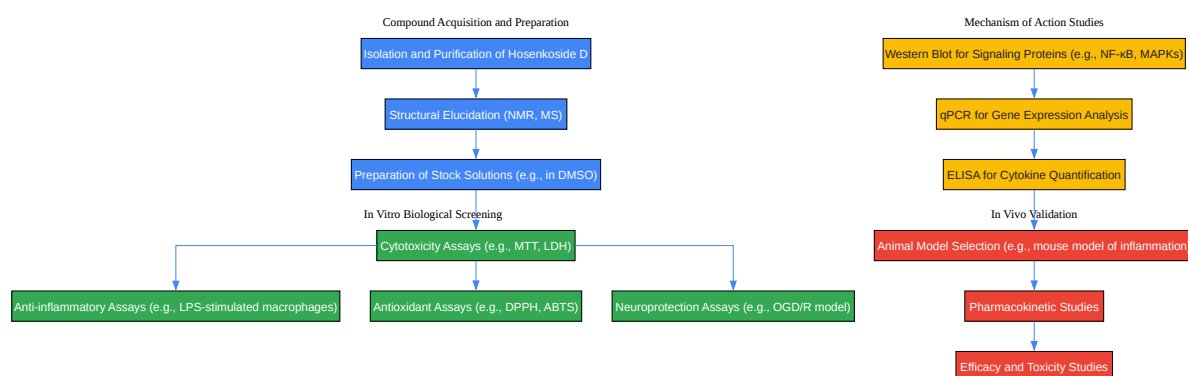 Compound Acquisition and Preparation
Isolation and Purification of Hosenkoside D
Structural Elucidation (NMR, MS)
Preparation of Stock Solutions (e.g., in DMSO)
In Vitro Biological Screening
Cytotoxicity Assays (e.g., MTT, LDH)
Anti-inflammatory Assays (e.g., LPS-stimulated macrophages)
Antioxidant Assays (e.g., DPPH, ABTS)
Neuroprotection Assays (e.g., OGD/R model)
Mechanism of Action Studies
Western Blot for Signaling Proteins (e.g., NF-κB, MAPKs)
qPCR for Gene Expression Analysis
ELISA for Cytokine Quantification
In Vivo Validation
Animal Model Selection (e.g., mouse model of inflammation)
Pharmacokinetic Studies
Efficacy and Toxicity Studies